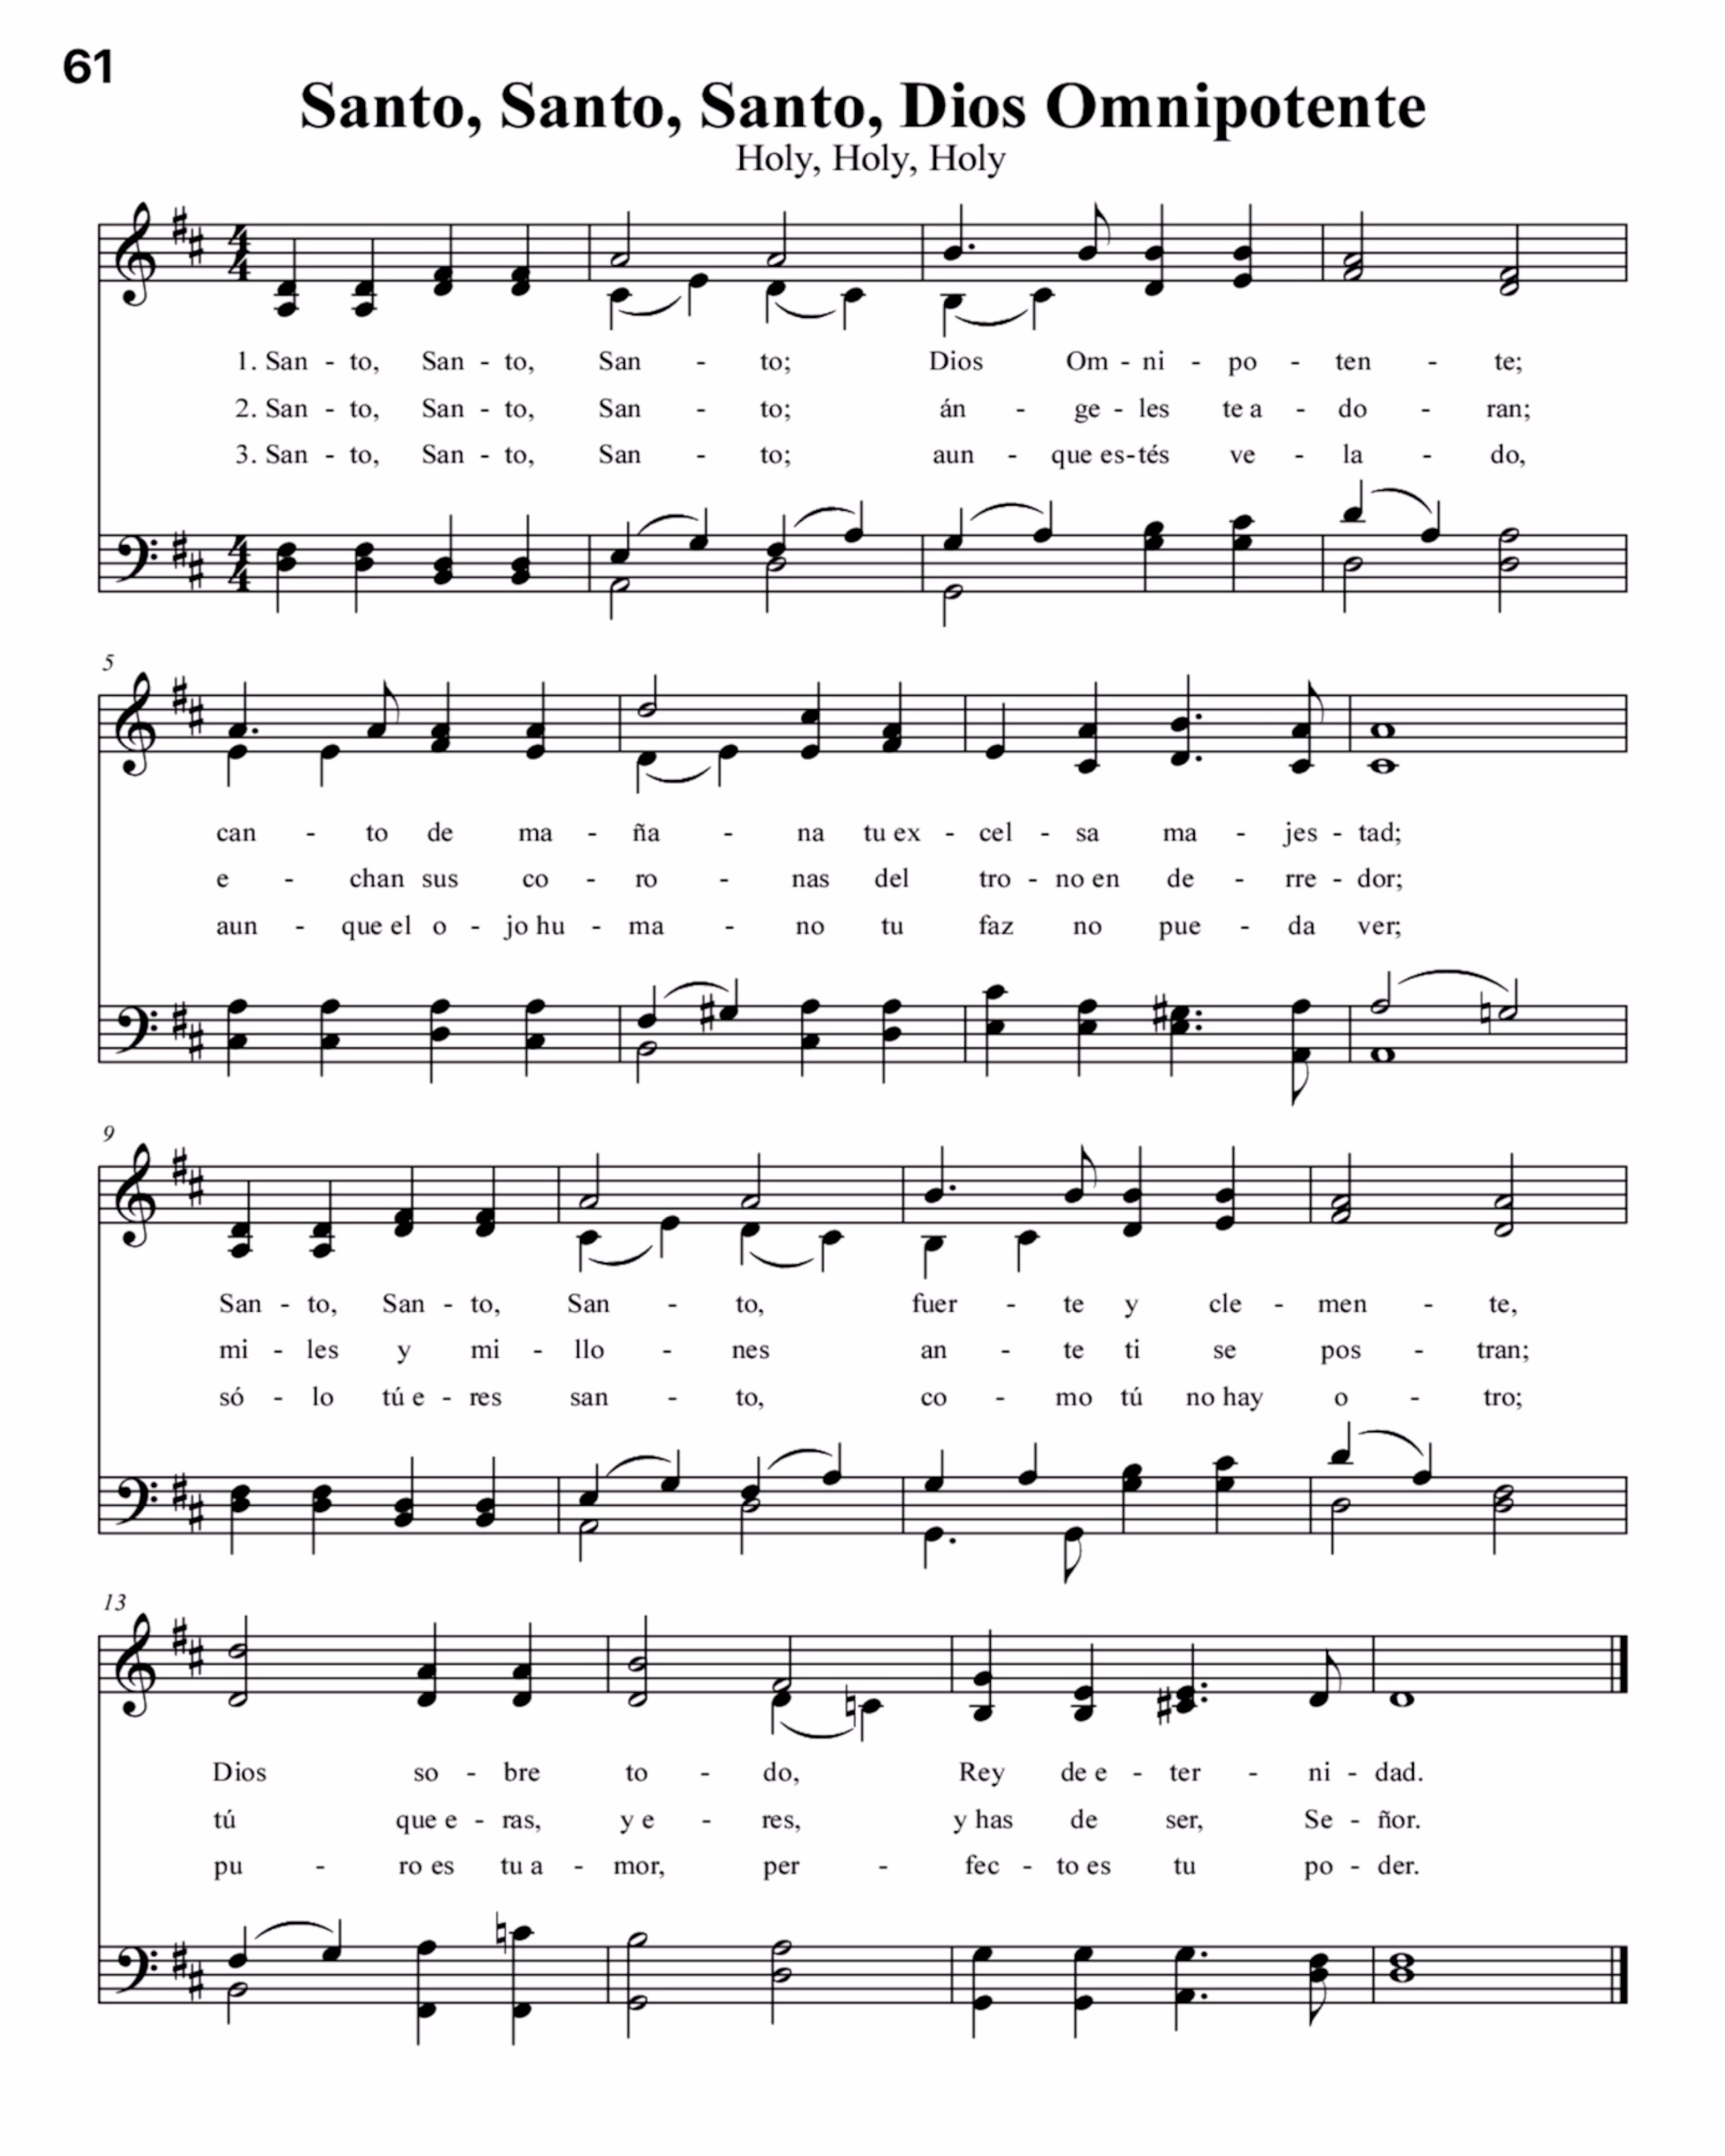 61
Santo, Santo, Santo, Dios Omnipotente
Holy, Holy, Holy
1. San - to, San - to, San - to; Dios Om - ni - po - ten - te;
2. San - to, San - to, San - to; án - ge - les te a - do - ran;
3. San - to, San - to, San - to; aun - que es - tés ve - la - do,
5
can - to de ma - ña - na tu ex - cel - sa ma - jes - tad;
e - chan sus co - ro - nas del tro - no en de - rre - dor;
aun - que el o - jo hu - ma - no tu faz no pue - da ver;
9
San - to, San - to, San - to, fuer - te y cle - men - te,
mi - les y mi - llo - nes an - te ti se pos - tran;
só - lo tú e - res san - to, co - mo tú no hay o - tro;
13
Dios so - bre to - do, Rey de e - ter - ni - dad.
tú que e - ras, y e - res, y has de ser, Se - ñor.
pu - ro es tu a - mor, per - fec - to es tu po - der.